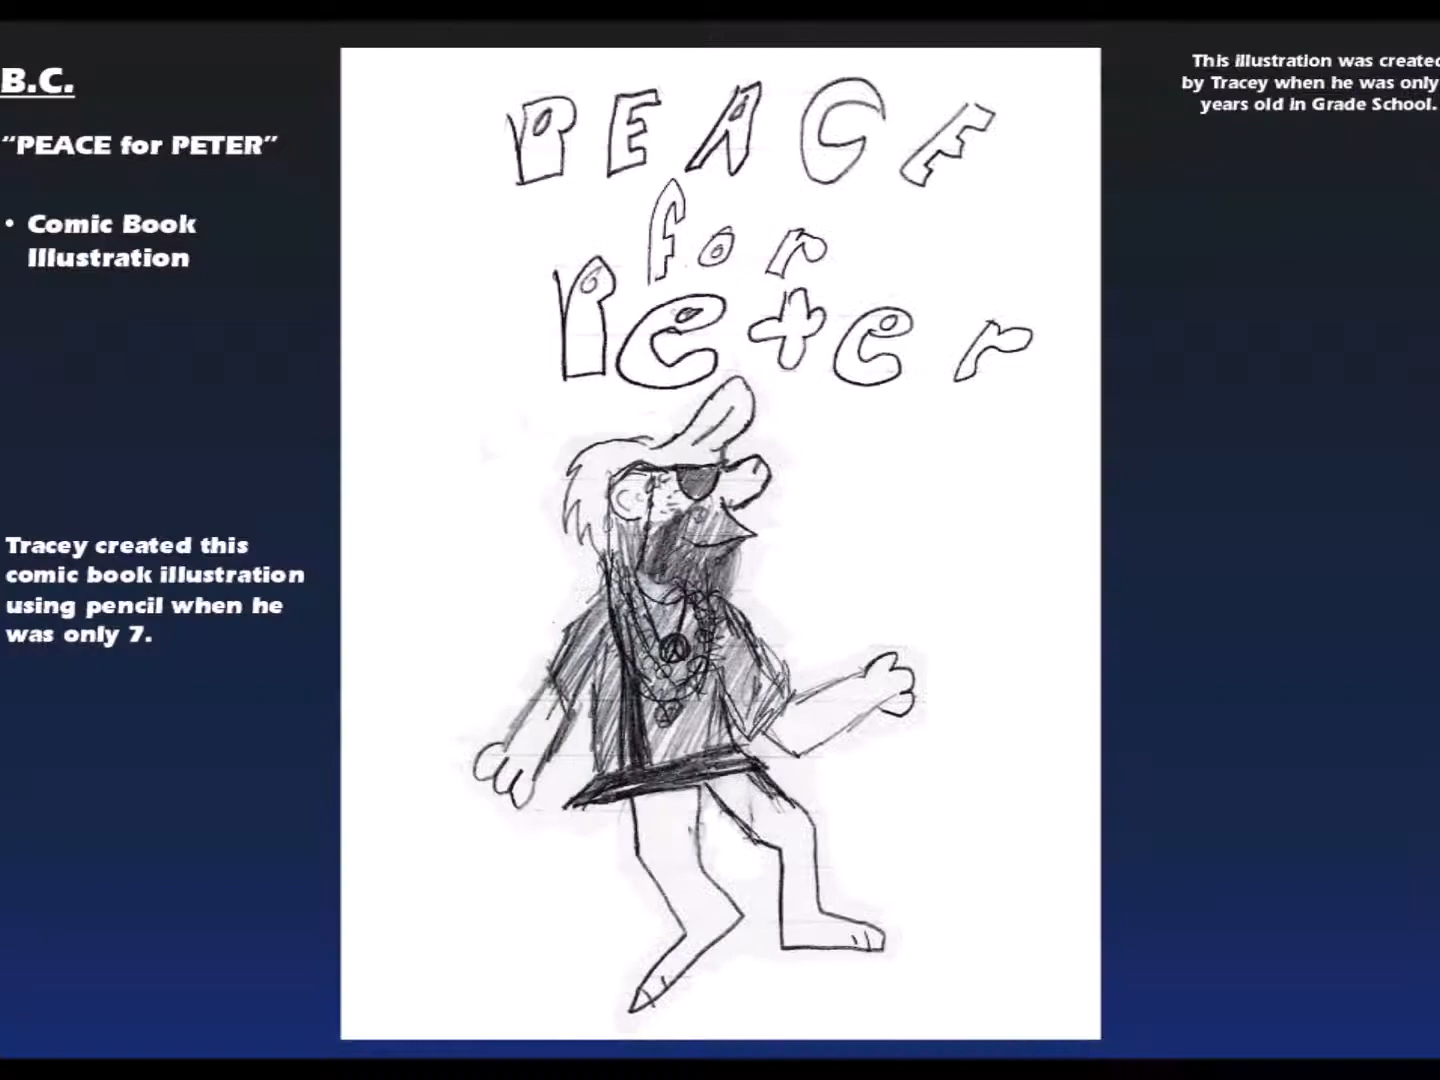 B.C.
“PEACE for PETER”
• Comic Book
Illustration
Tracey created this
comic book illustration
using pencil when he
was only 7.
PEACE
for
Peter
This illustration was created
by Tracey when he was only
years old in Grade School.